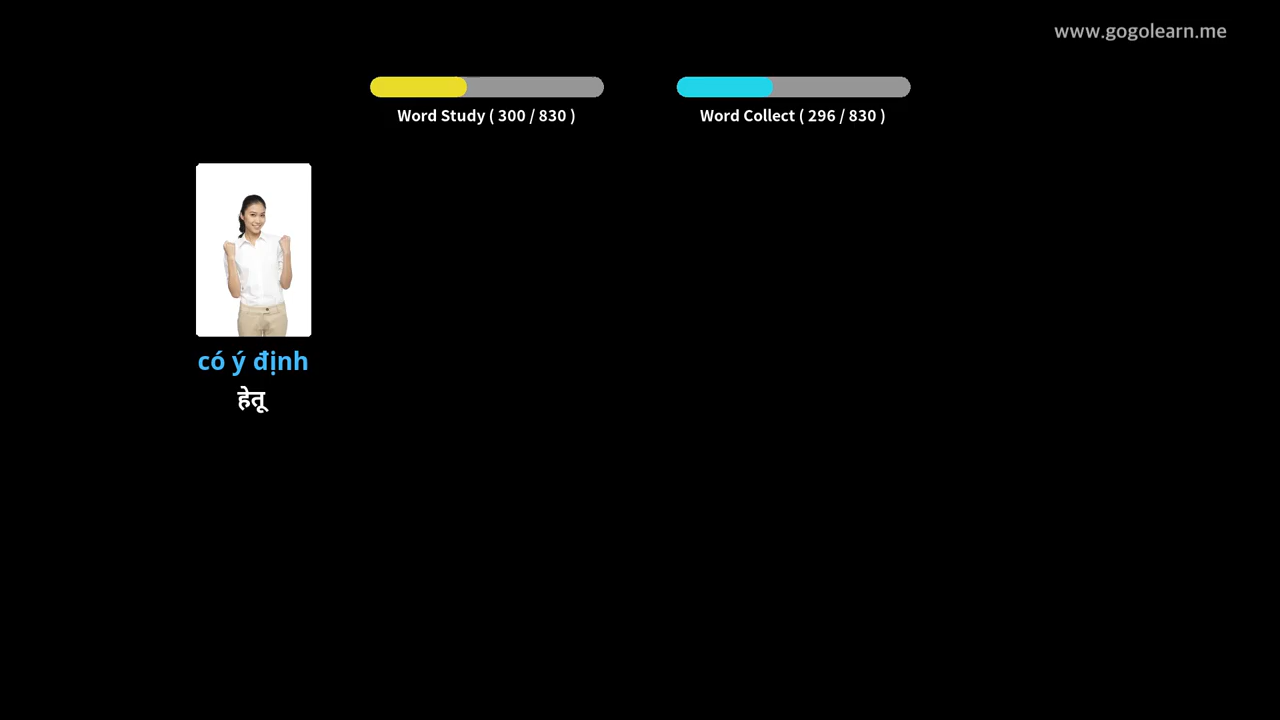 www.gogolearn.me
Word Study ( 300 / 830 )
Word Collect ( 296 / 830 )
có ý định
हेतू